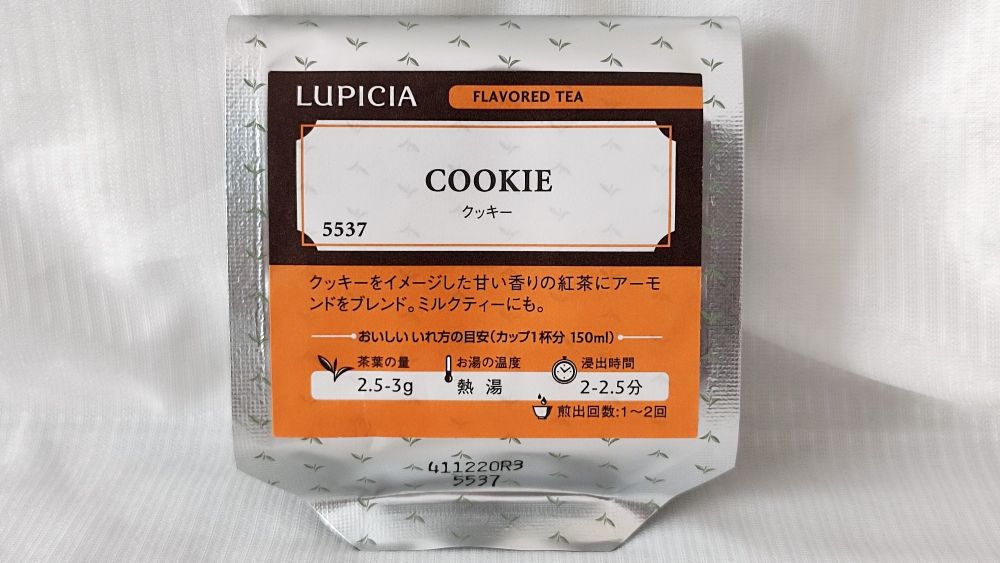 LUPICIA
FLAVORED TEA
COOKIE
クッキー
5537
クッキーをイメージした甘い香りの紅茶にアーモ
ンドをブレンド。ミルクティーにも。
おいしい いれ方の目安(カップ1杯分 150ml)
茶葉の量 お湯の温度 浸出時間
2.5-3g 熱 湯 2-2.5分
煎出回数:1～2回
411220R3
5537